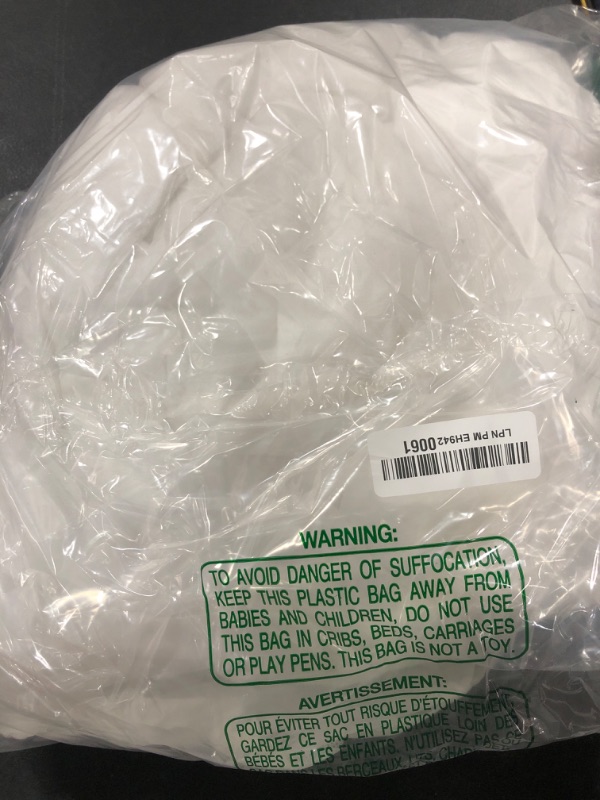 LPN PM EH942 0061
WARNING:
TO AVOID DANGER OF SUFFOCATION,
KEEP THIS PLASTIC BAG AWAY FROM
BABIES AND CHILDREN, DO NOT USE
THIS BAG IN CRIBS, BEDS, CARRIAGES
OR PLAY PENS. THIS BAG IS NOT A TOY.
AVERTISSEMENT:
POUR ÉVITER TOUT RISQUE D'ÉTOUFFEMENT
GARDEZ CE SAC EN PLASTIQUE LOIN DE
BÉBÉS ET LES ENFANTS. N'UTILISEZ PAS
BERCEAUX,